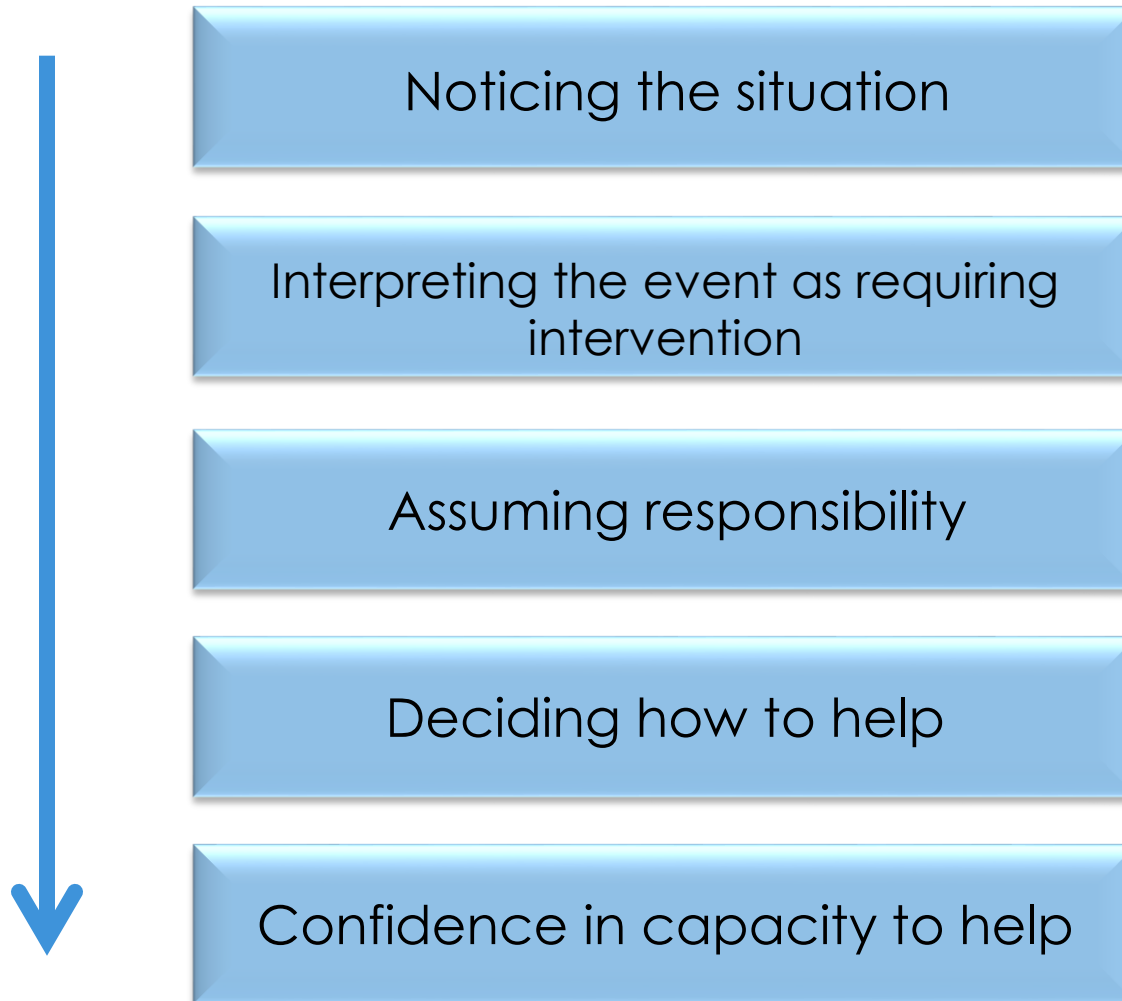 Noticing the situation
Interpreting the event as requiring
intervention
Assuming responsibility
Deciding how to help
Confidence in capacity to help